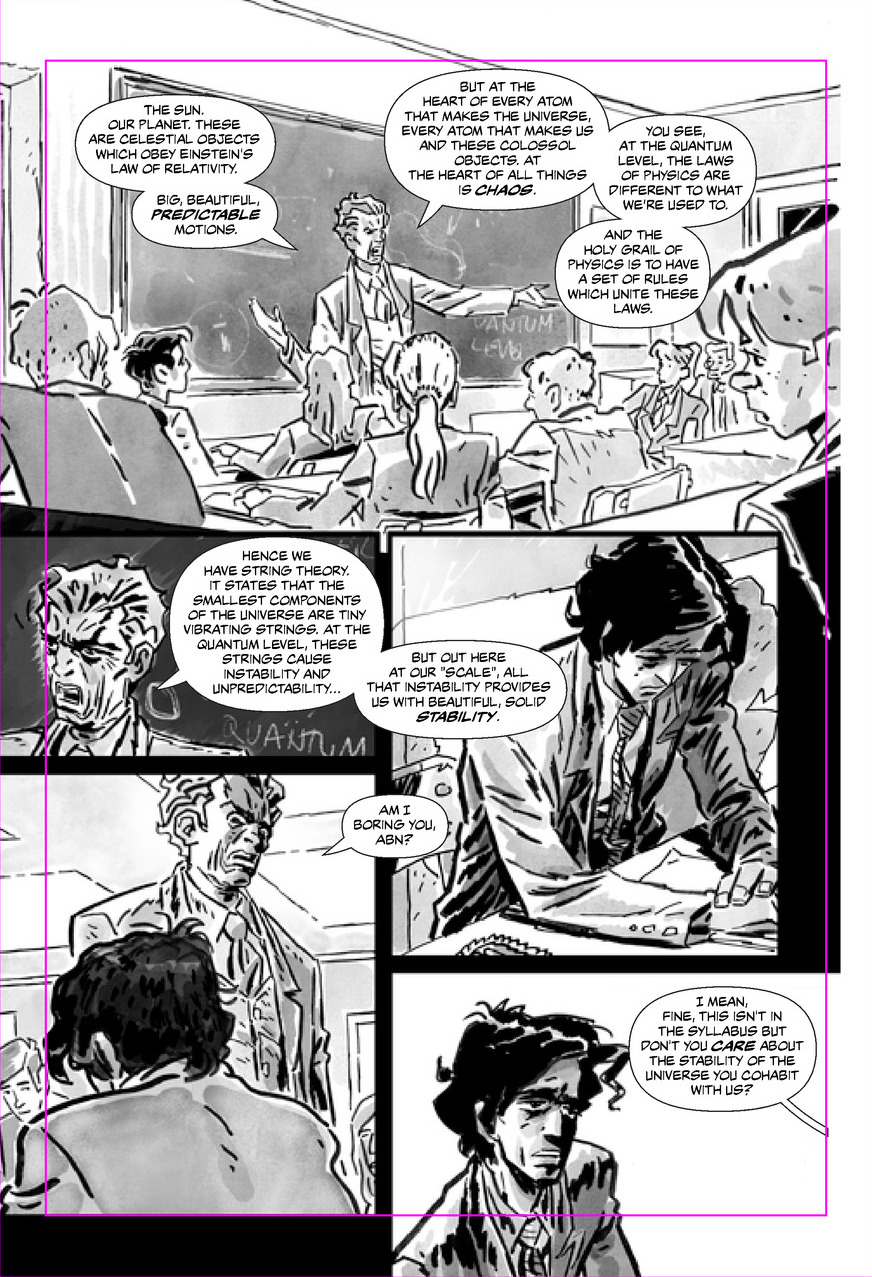 THE SUN.
OUR PLANET. THESE
ARE CELESTIAL OBJECTS
WHICH OBEY EINSTEIN'S
LAW OF RELATIVITY.
BIG, BEAUTIFUL,
PREDICTABLE
MOTIONS.
BUT AT THE
HEART OF EVERY ATOM
THAT MAKES THE UNIVERSE,
EVERY ATOM THAT MAKES US
AND THESE COLOSSOL
OBJECTS. AT
THE HEART OF ALL THINGS
IS CHAOS.
YOU SEE,
AT THE QUANTUM
LEVEL, THE LAWS
OF PHYSICS ARE
DIFFERENT TO WHAT
WE'RE USED TO.
AND THE
HOLY GRAIL OF
PHYSICS IS TO HAVE
A SET OF RULES
WHICH UNITE THESE
LAWS.
QUANTUM
LEVEL
HENCE WE
HAVE STRING THEORY.
IT STATES THAT THE
SMALLEST COMPONENTS
OF THE UNIVERSE ARE TINY
VIBRATING STRINGS. AT THE
QUANTUM LEVEL, THESE
STRINGS CAUSE
INSTABILITY AND
UNPREDICTABILITY...
QUANTUM
BUT OUT HERE
AT OUR "SCALE", ALL
THAT INSTABILITY PROVIDES
US WITH BEAUTIFUL, SOLID
STABILITY.
AM I
BORING YOU,
ABN?
I MEAN,
FINE, THIS ISN'T IN
THE SYLLABUS BUT
DON'T YOU CARE ABOUT
THE STABILITY OF THE
UNIVERSE YOU COHABIT
WITH US?